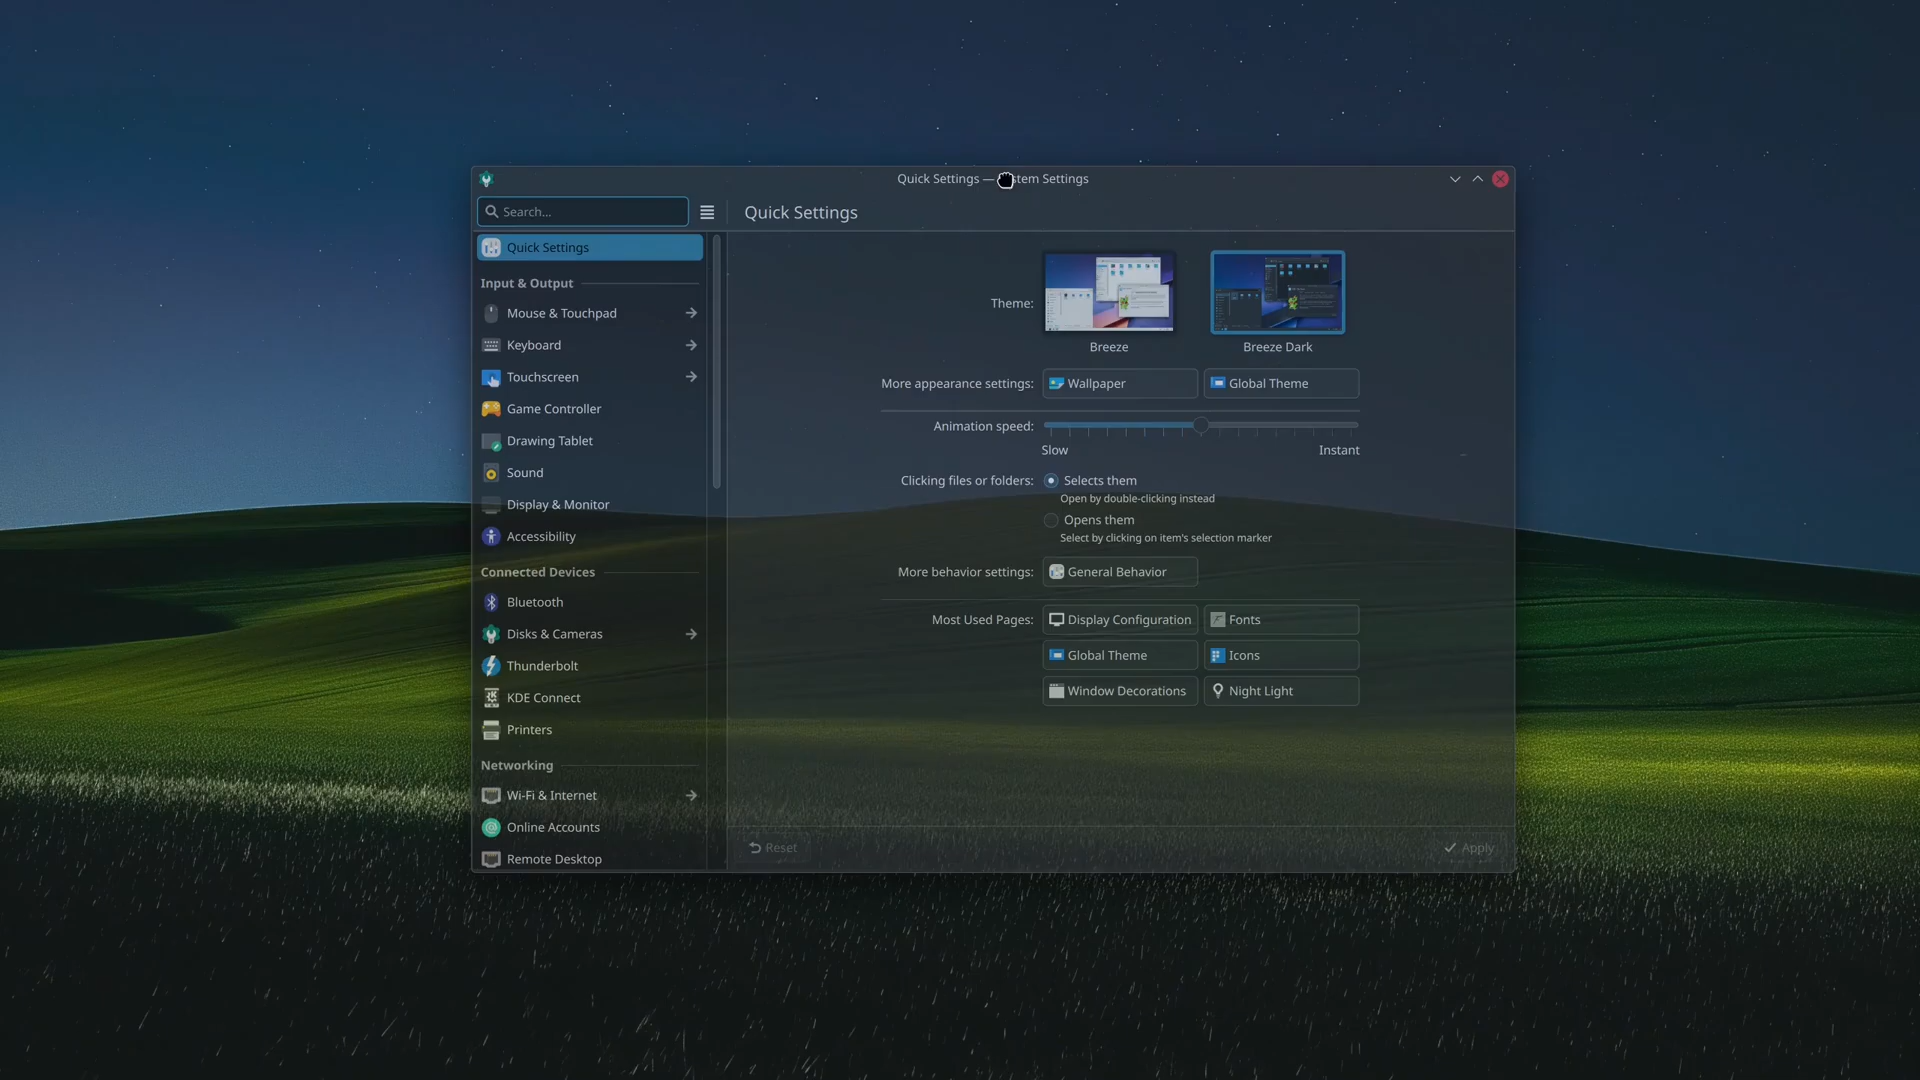 Quick Settings — stem Settings
Search...
Quick Settings
Quick Settings
Input & Output
Mouse & Touchpad
Keyboard
Touchscreen
Game Controller
Drawing Tablet
Sound
Display & Monitor
Accessibility
Connected Devices
Bluetooth
Disks & Cameras
Thunderbolt
KDE Connect
Printers
Networking
Wi-Fi & Internet
Online Accounts
Remote Desktop
Theme:
Breeze
Breeze Dark
More appearance settings:
Wallpaper
Global Theme
Animation speed:
Slow
Instant
Clicking files or folders:
Selects them
Open by double-clicking instead
Opens them
Select by clicking on item's selection marker
More behavior settings:
General Behavior
Most Used Pages:
Display Configuration
Fonts
Global Theme
Icons
Window Decorations
Night Light
Reset
Apply